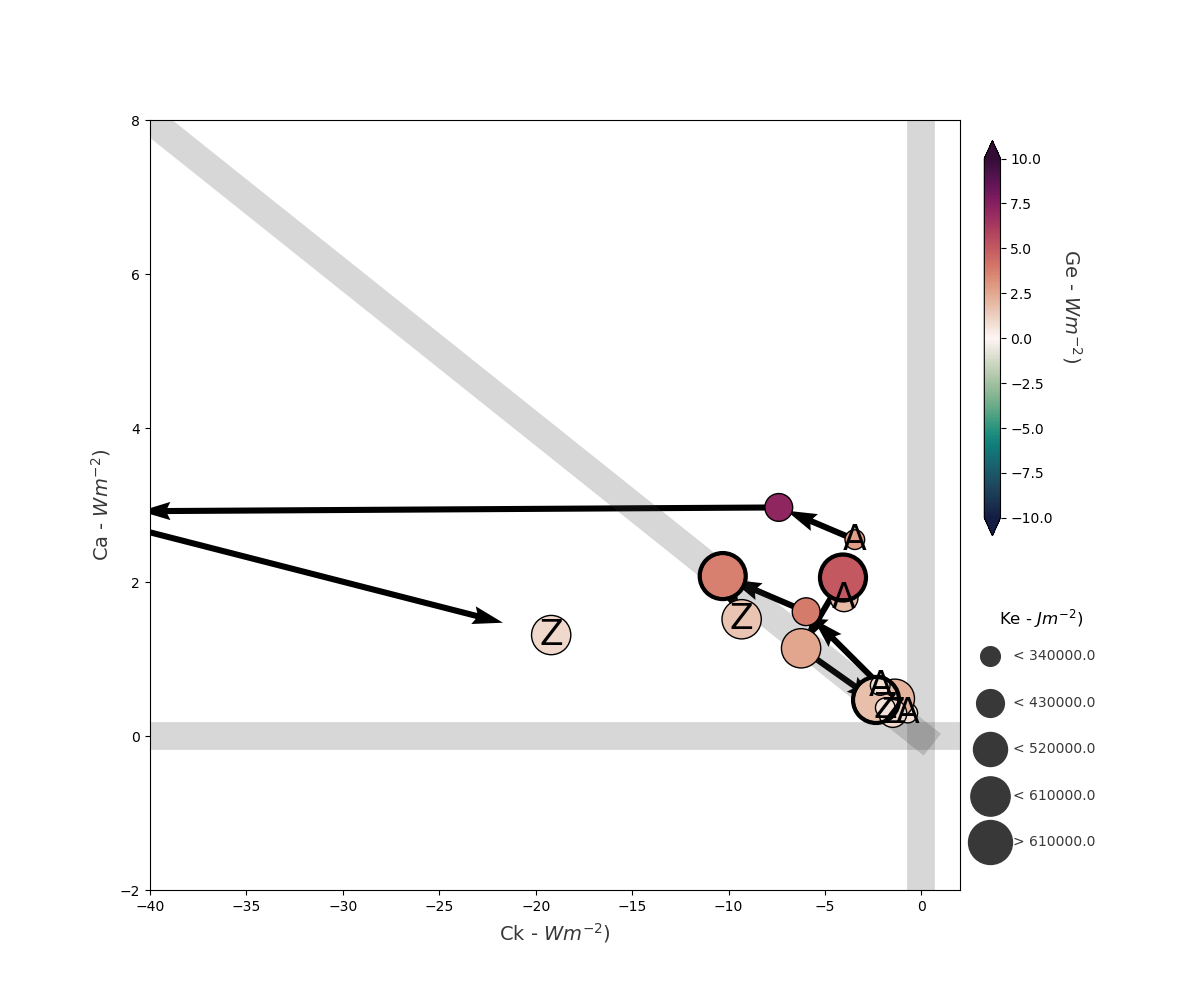 8
6
4
2
0
−2
Ca - Wm⁻²)
−40
−35
−30
−25
−20
−15
−10
−5
0
Ck - Wm⁻²)
A
A
Z
Z
A
Z
Z
A
10.0
7.5
5.0
2.5
0.0
−2.5
−5.0
−7.5
−10.0
Ge - Wm⁻²)
Ke - Jm⁻²)
< 340000.0
< 430000.0
< 520000.0
< 610000.0
> 610000.0